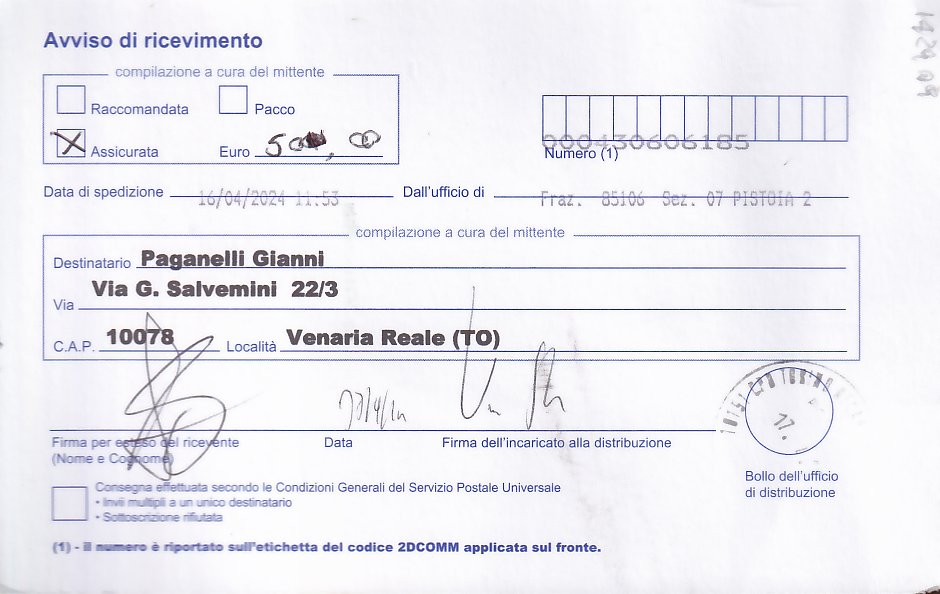 Avviso di ricevimento
compilazione a cura del mittente
Raccomandata Pacco
X Assicurata Euro
000430606185
Numero (1)
Data di spedizione 16/04/2024 11.53 Dall'ufficio di Fraz. 85106 Sez. 07 PISTOIA 2
compilazione a cura del mittente
Destinatario Paganelli Gianni
Via Via G. Salvemini 22/3
C.A.P. 10078 Località Venaria Reale (TO)
Firma per esteso del ricevente Data Firma dell'incaricato alla distribuzione
(Nome e Cognome)
Bollo dell'ufficio
di distribuzione
Consegna effettuata secondo le Condizioni Generali del Servizio Postale Universale
• Invii multipli a un unico destinatario
• Sottoscrizione rifiutata
(1) - il numero è riportato sull'etichetta del codice 2DCOMM applicata sul fronte.